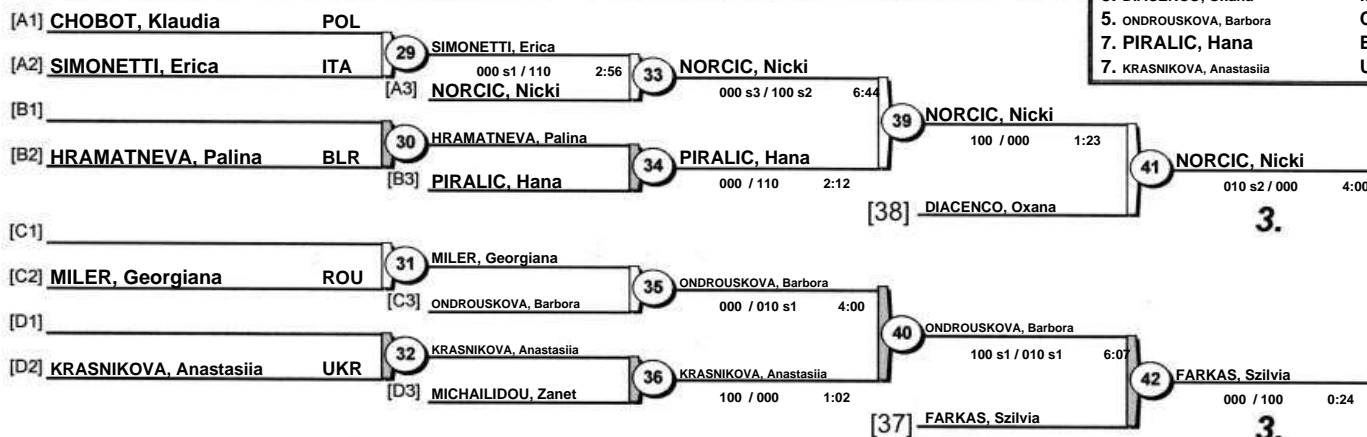 5. ONDROUSKOVA, Barbora
7. PIRALIC, Hana
7. KRASNIKOVA, Anastasiia
[A1] CHOBOT, Klaudia POL
[A2] SIMONETTI, Erica ITA
29
SIMONETTI, Erica
000 s1 / 110 2:56
[A3] NORCIC, Nicki
33
NORCIC, Nicki
000 s3 / 100 s2 6:44
[B1]
[B2] HRAMATNEVA, Palina BLR
30
HRAMATNEVA, Palina
[B3] PIRALIC, Hana
34
PIRALIC, Hana
000 / 110 2:12
39
NORCIC, Nicki
100 / 000 1:23
[38] DIACENCO, Oxana
41
NORCIC, Nicki
010 s2 / 000 4:00
3.
[C1]
[C2] MILER, Georgiana ROU
31
MILER, Georgiana
[C3] ONDROUSKOVA, Barbora
35
ONDROUSKOVA, Barbora
000 / 010 s1 4:00
[D1]
[D2] KRASNIKOVA, Anastasiia UKR
32
KRASNIKOVA, Anastasiia
[D3] MICHAILIDOU, Zanet
36
KRASNIKOVA, Anastasiia
100 / 000 1:02
40
ONDROUSKOVA, Barbora
100 s1 / 010 s1 6:07
[37] FARKAS, Szilvia
42
FARKAS, Szilvia
000 / 100 0:24
3.